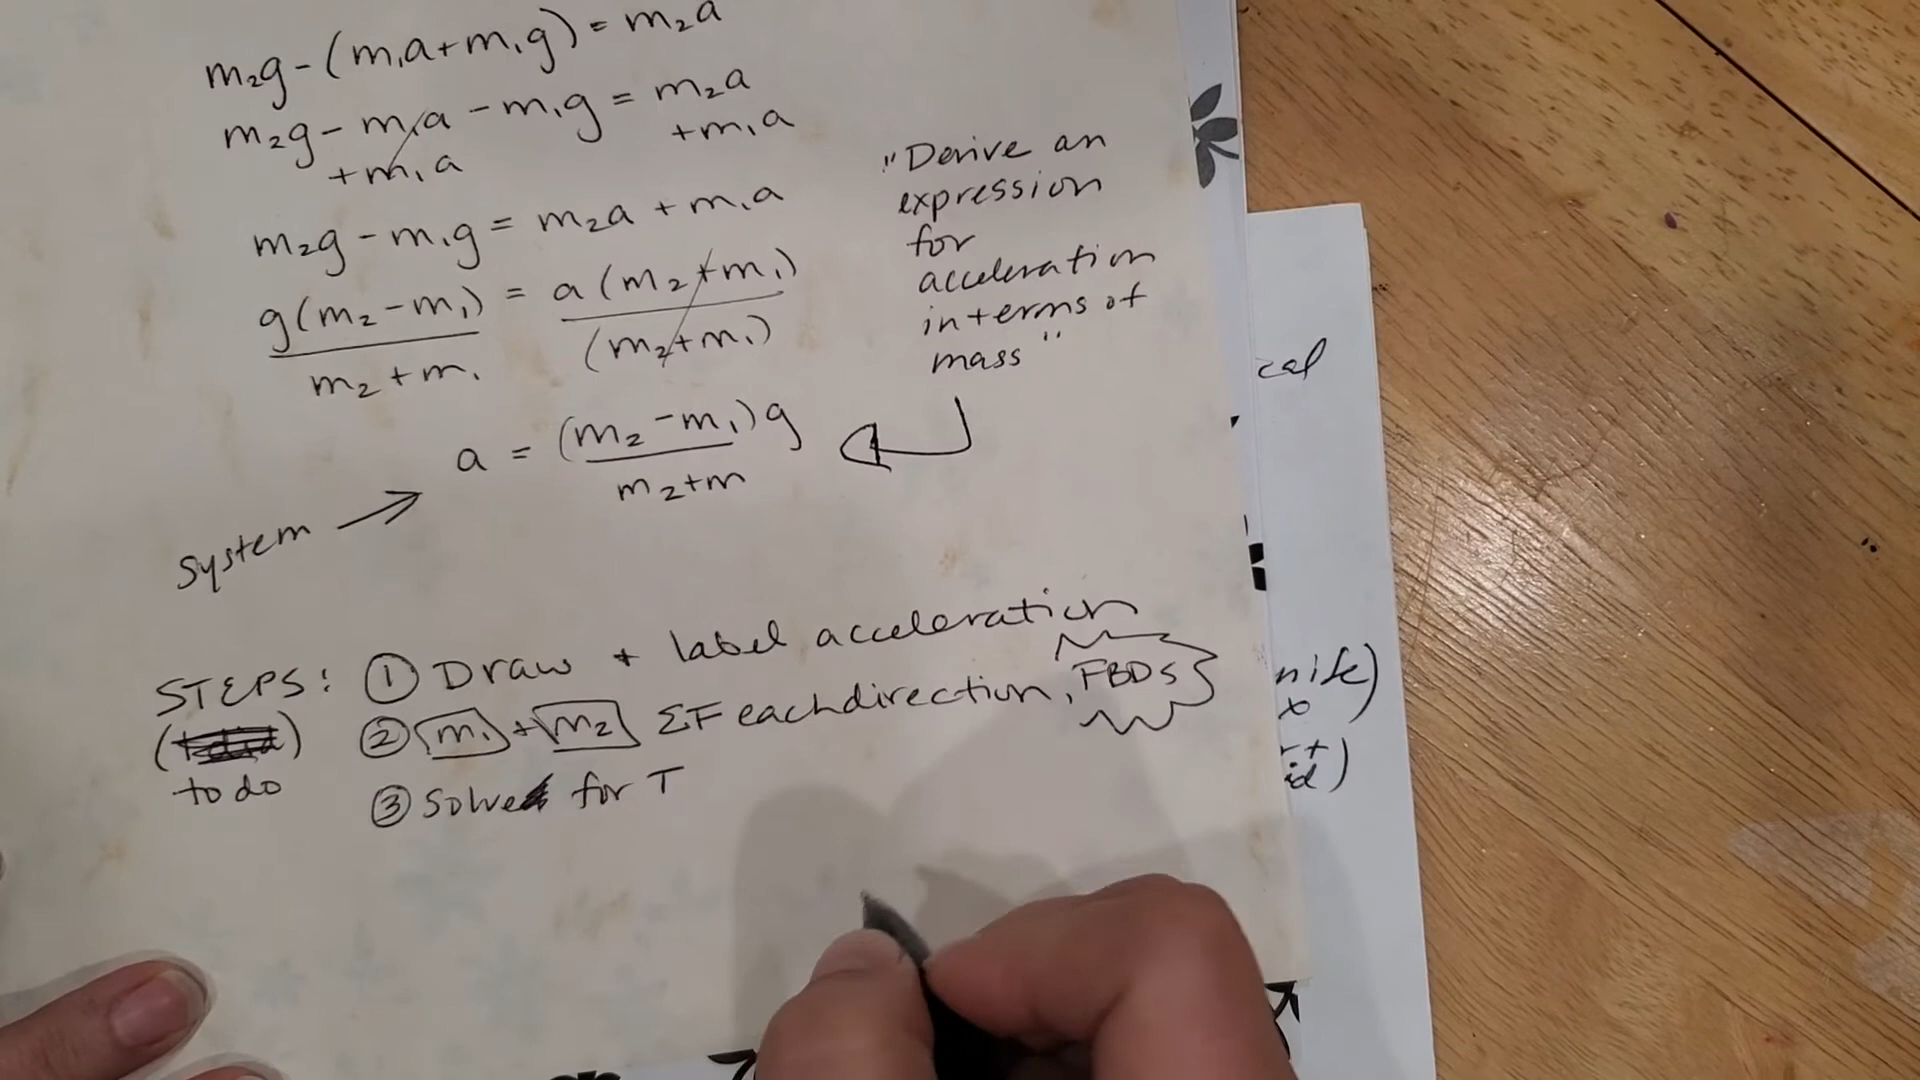 m₂g - (m₁a + m₁g) = m₂a
m₂g - m₁a - m₁g = m₂a
+m₁a +m₁a
m₂g - m₁g = m₂a + m₁a
g(m₂ - m₁) = a(m₂ + m₁)
m₂ + m₁ (m₂ + m₁)
a = (m₂ - m₁)g
m₂ + m
System →
"Derive an
expression
for
acceleration
in terms of
mass"
STEPS: ① Draw + label acceleration
② m₁ + m₂ ΣF each direction, FBDs
to do
③ Solve for T
cal